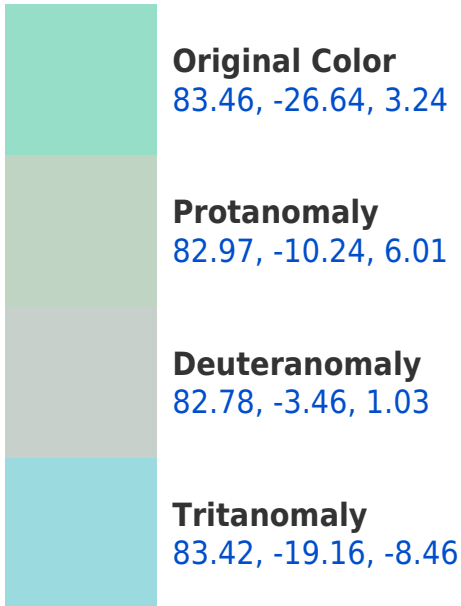 Original Color
83.46, -26.64, 3.24
Protanomaly
82.97, -10.24, 6.01
Deuteranomaly
82.78, -3.46, 1.03
Tritanomaly
83.42, -19.16, -8.46